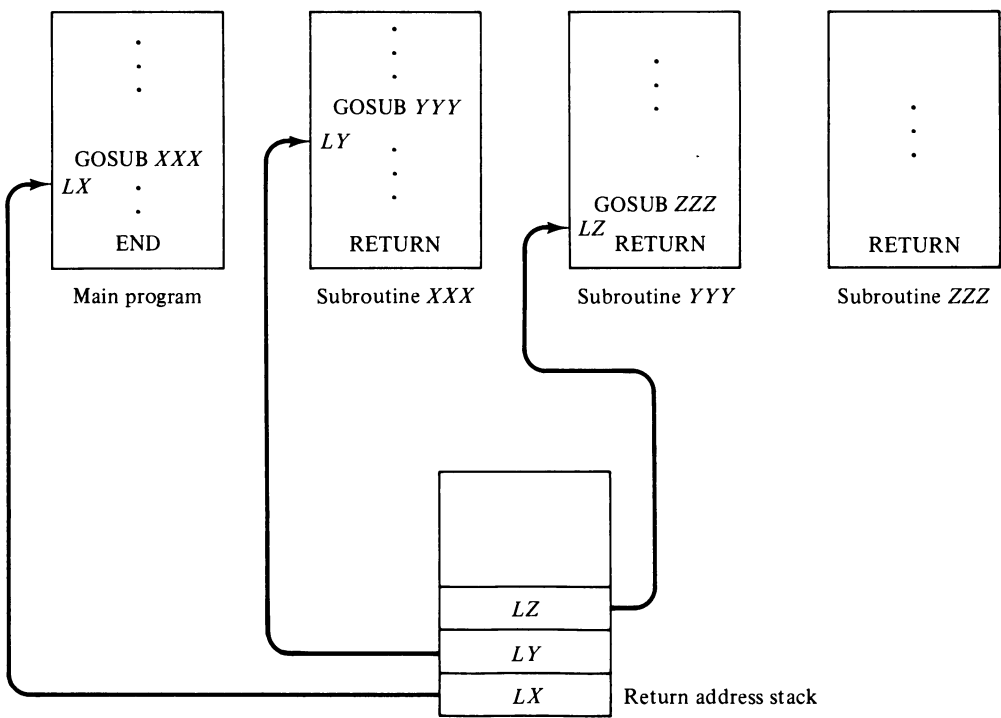 GOSUB XXX
LX
END
Main program
GOSUB YYY
LY
RETURN
Subroutine XXX
GOSUB ZZZ
LZ
RETURN
Subroutine YYY
RETURN
Subroutine ZZZ
LZ
LY
LX
Return address stack